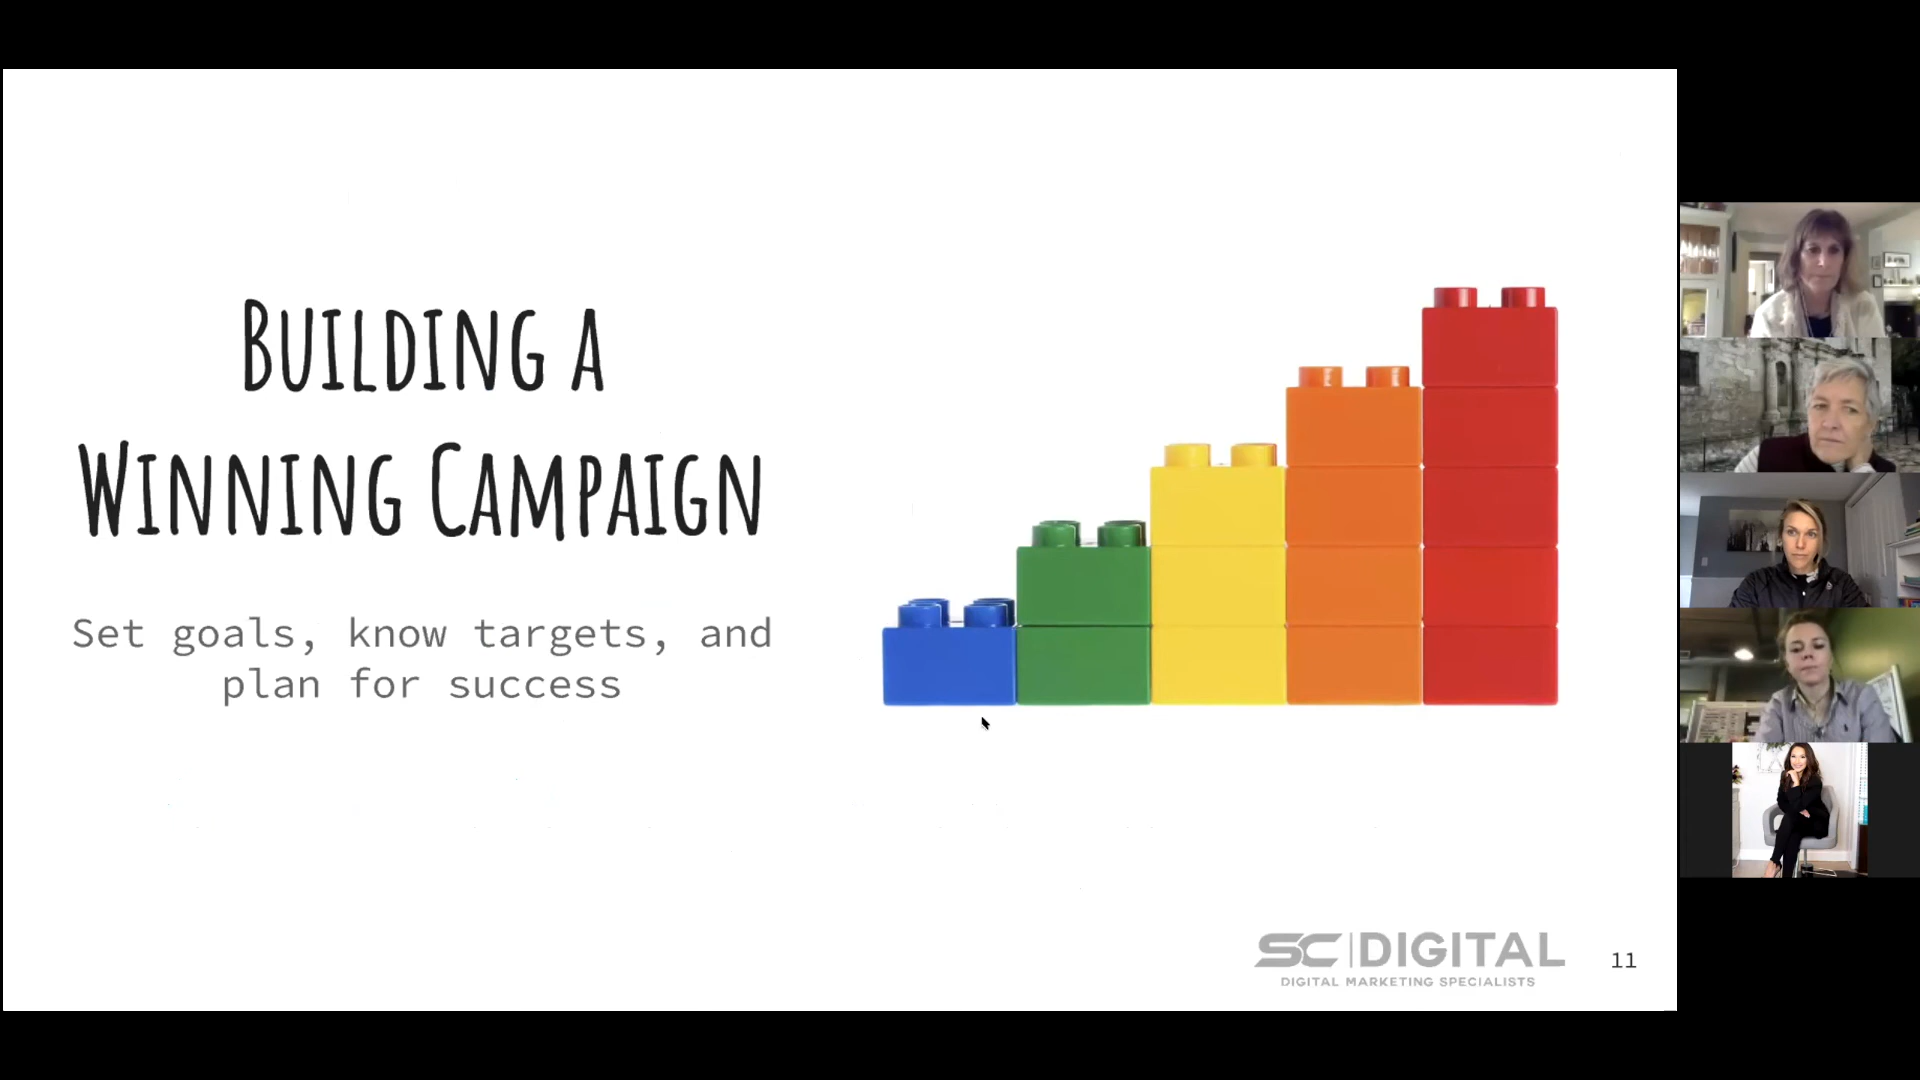 BUILDING A
WINNING CAMPAIGN
Set goals, know targets, and
plan for success
SC|DIGITAL
DIGITAL MARKETING SPECIALISTS
11